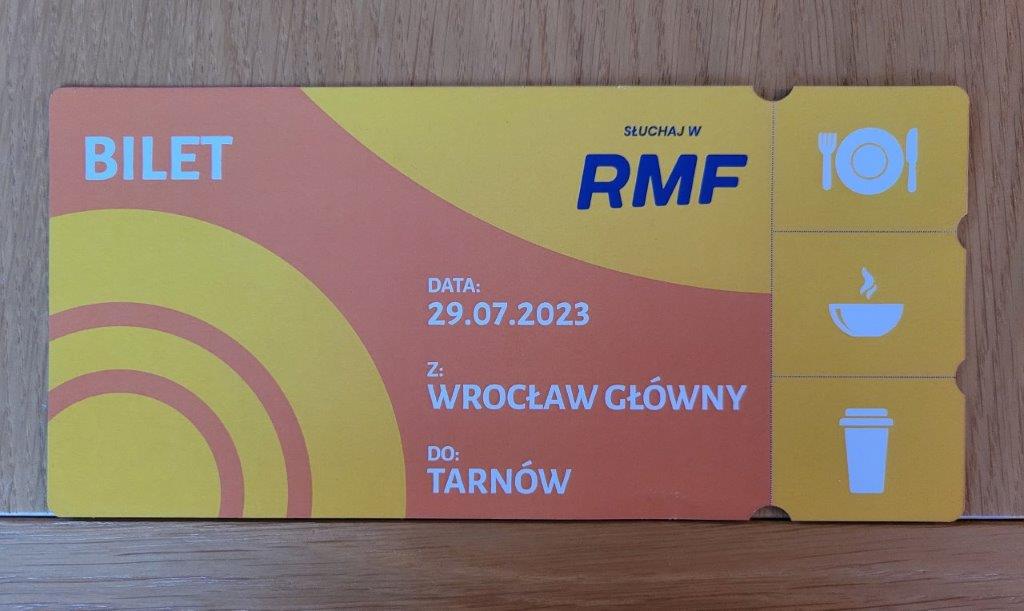 BILET
SŁUCHAJ W
RMF
DATA:
29.07.2023
Z:
WROCŁAW GŁÓWNY
DO:
TARNÓW